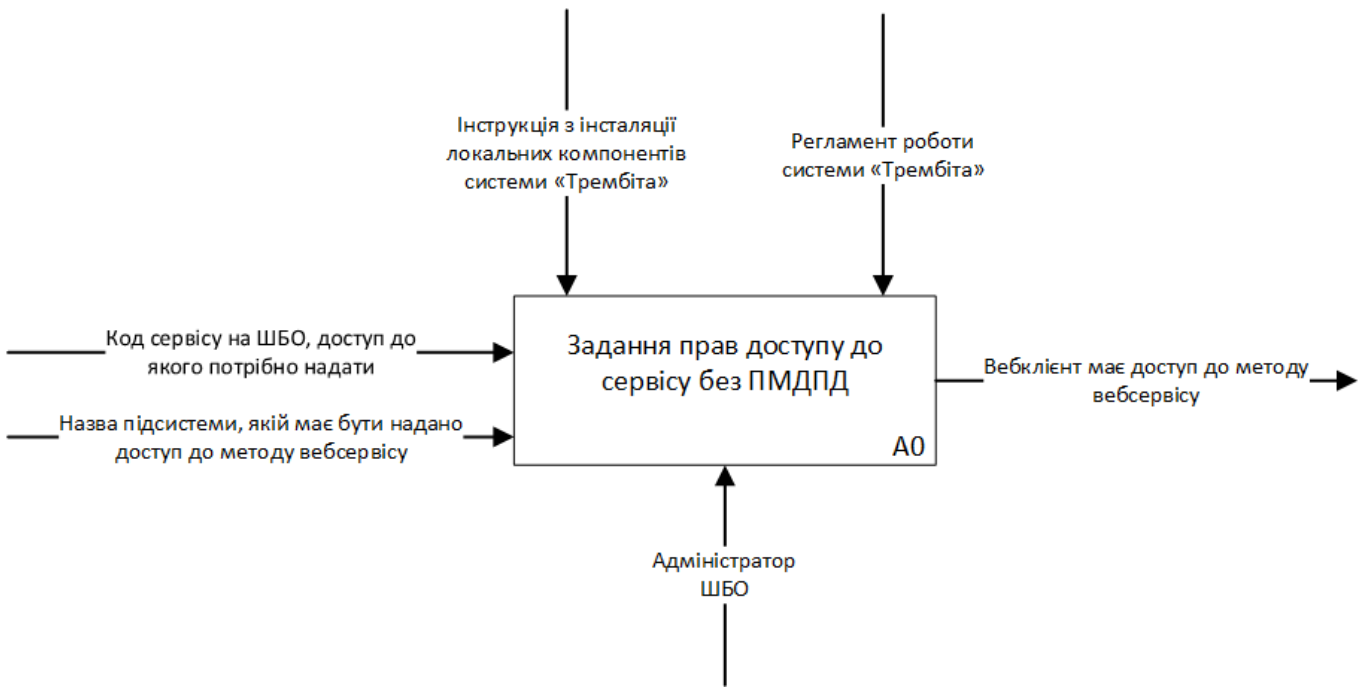 Інструкція з інсталяції
локальних компонентів
системи «Трембіта»
Регламент роботи
системи «Трембіта»
Код сервісу на ШБО, доступ до
якого потрібно надати
Назва підсистеми, якій має бути надано
доступ до методу вебсервісу
Задання прав доступу до
сервісу без ПМДПД
А0
Вебклієнт має доступ до методу
вебсервісу
Адміністратор
ШБО